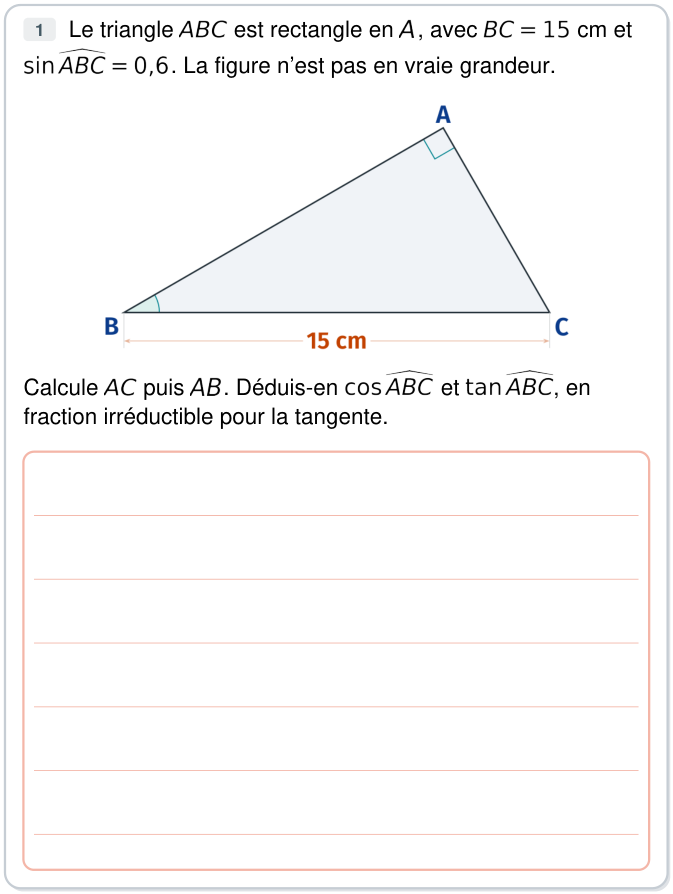 1 Le triangle ABC est rectangle en A, avec BC = 15 cm et
sin ABC = 0,6. La figure n'est pas en vraie grandeur.
A
B
C
15 cm
Calcule AC puis AB. Déduis-en cos ABC et tan ABC, en
fraction irréductible pour la tangente.